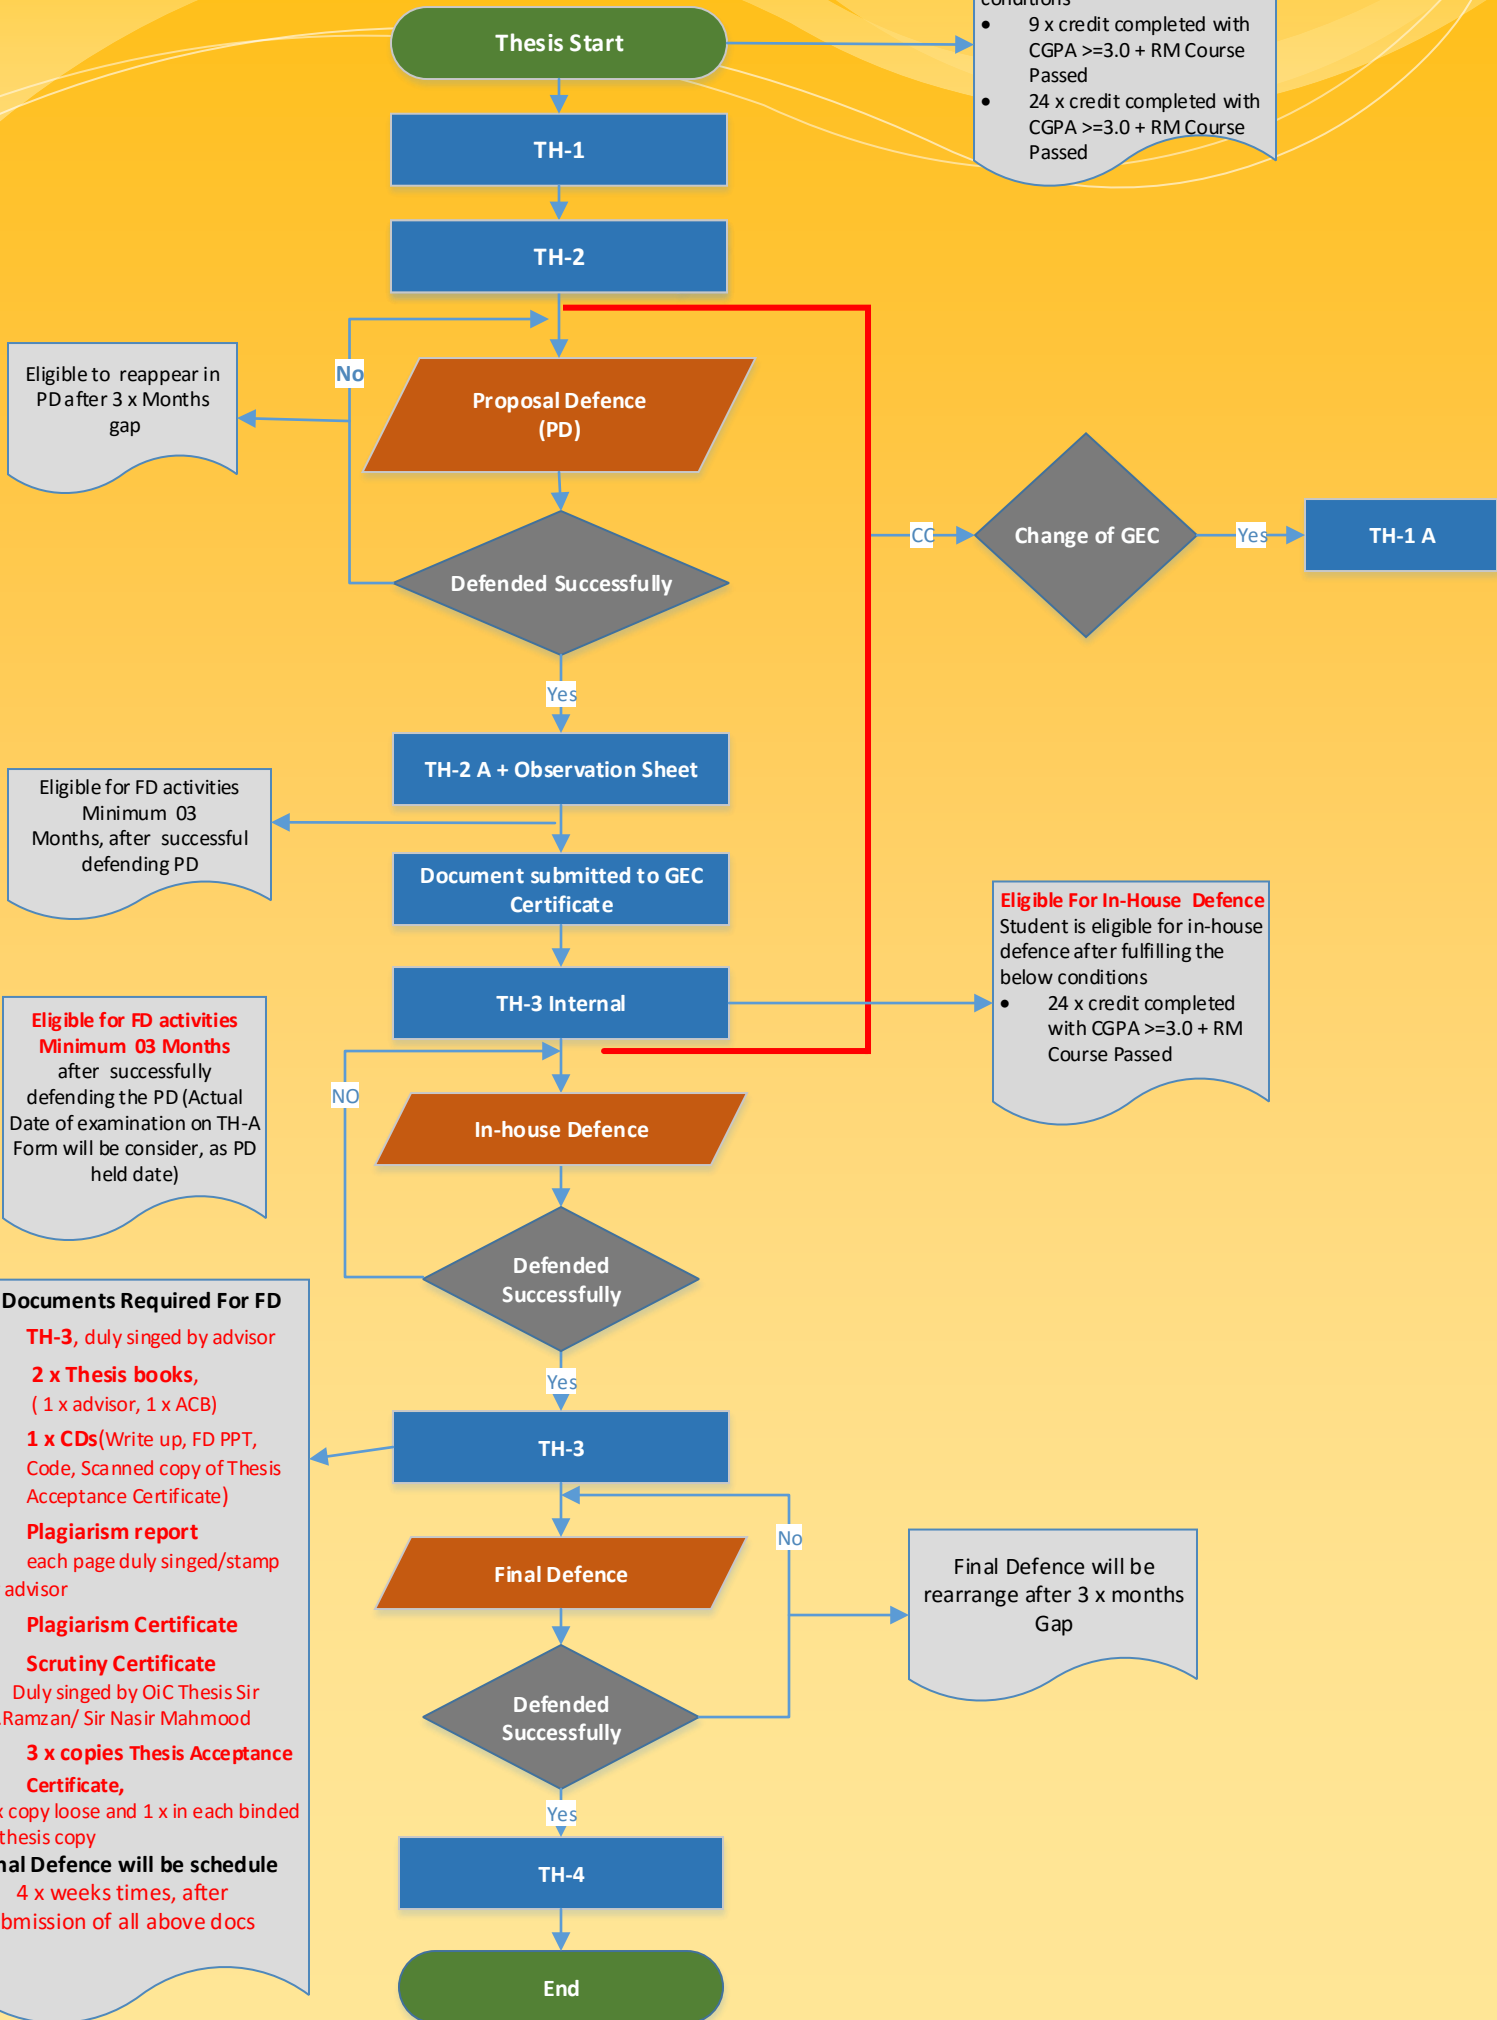 conditions
• 9 x credit completed with
CGPA >=3.0 + RM Course
Passed
• 24 x credit completed with
CGPA >=3.0 + RM Course
Passed
Thesis Start
TH-1
TH-2
No
Eligible to reappear in
PD after 3 x Months
gap
Proposal Defence
(PD)
Defended Successfully
CC
Change of GEC
Yes
TH-1 A
Yes
TH-2 A + Observation Sheet
Eligible for FD activities
Minimum 03
Months, after successful
defending PD
Document submitted to GEC
Certificate
TH-3 Internal
Eligible For In-House Defence
Student is eligible for in-house
defence after fulfilling the
below conditions
• 24 x credit completed
with CGPA >=3.0 + RM
Course Passed
Eligible for FD activities
Minimum 03 Months
after successfully
defending the PD (Actual
Date of examination on TH-A
Form will be consider, as PD
held date)
NO
In-house Defence
Defended
Successfully
Yes
Documents Required For FD
TH-3, duly singed by advisor
2 x Thesis books,
( 1 x advisor, 1 x ACB)
1 x CDs(Write up, FD PPT,
Code, Scanned copy of Thesis
Acceptance Certificate)
Plagiarism report
each page duly singed/stamp
advisor
Plagiarism Certificate
Scrutiny Certificate
Duly singed by OiC Thesis Sir
.Ramzan/ Sir Nasir Mahmood
3 x copies Thesis Acceptance
Certificate,
x copy loose and 1 x in each binded
thesis copy
nal Defence will be schedule
4 x weeks times, after
bmission of all above docs
TH-3
No
Final Defence
Final Defence will be
rearrange after 3 x months
Gap
Defended
Successfully
Yes
TH-4
End